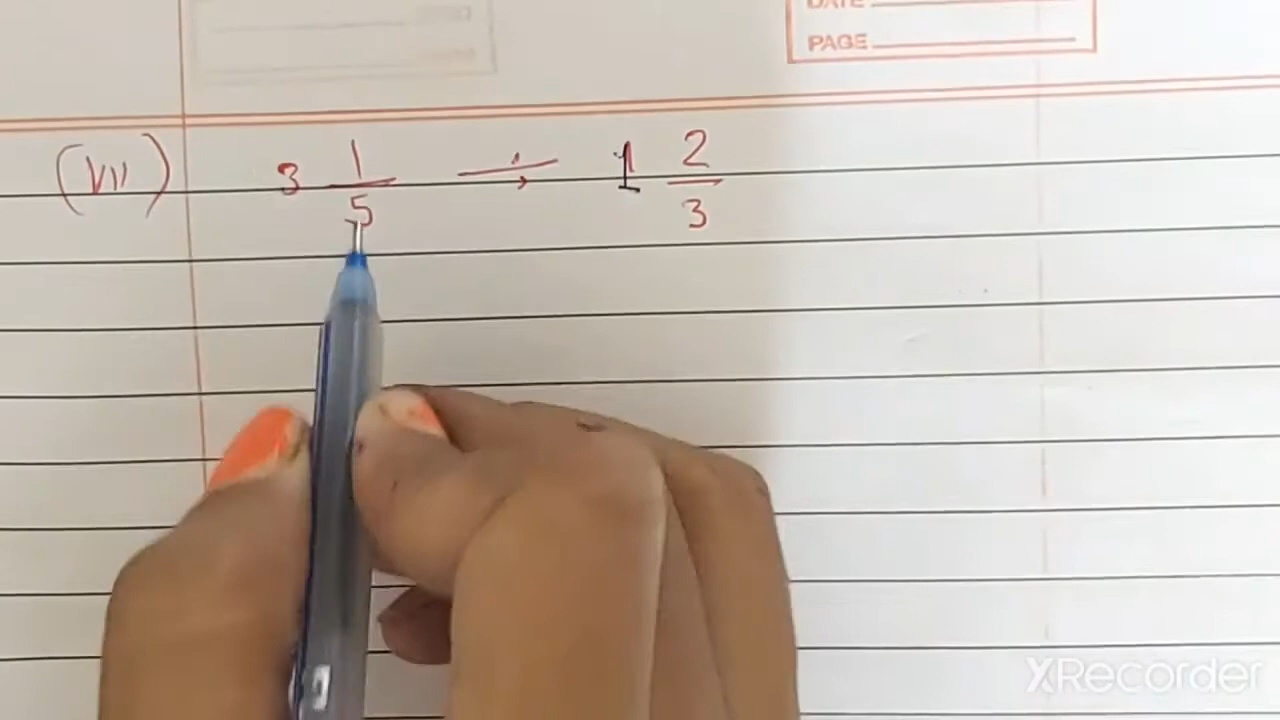 DATE
PAGE
(VII) 3 1/5 ÷ 1 2/3
XRecorder